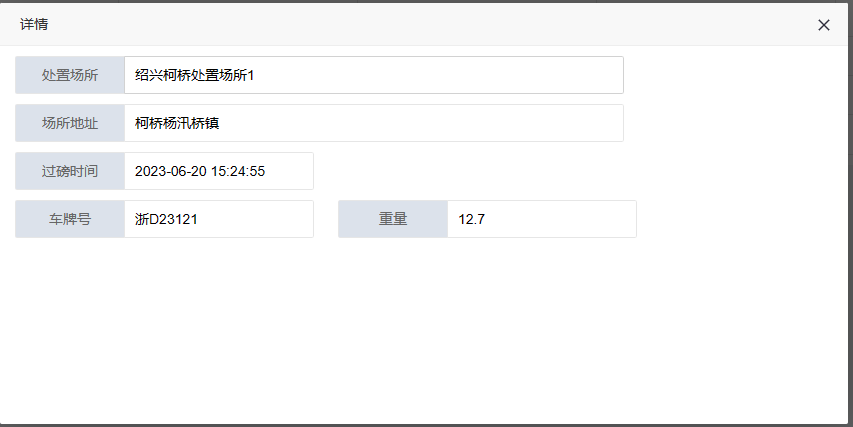 详情
处置场所 绍兴柯桥处置场所1
场所地址 柯桥杨汛桥镇
过磅时间 2023-06-20 15:24:55
车牌号 浙D23121 重量 12.7